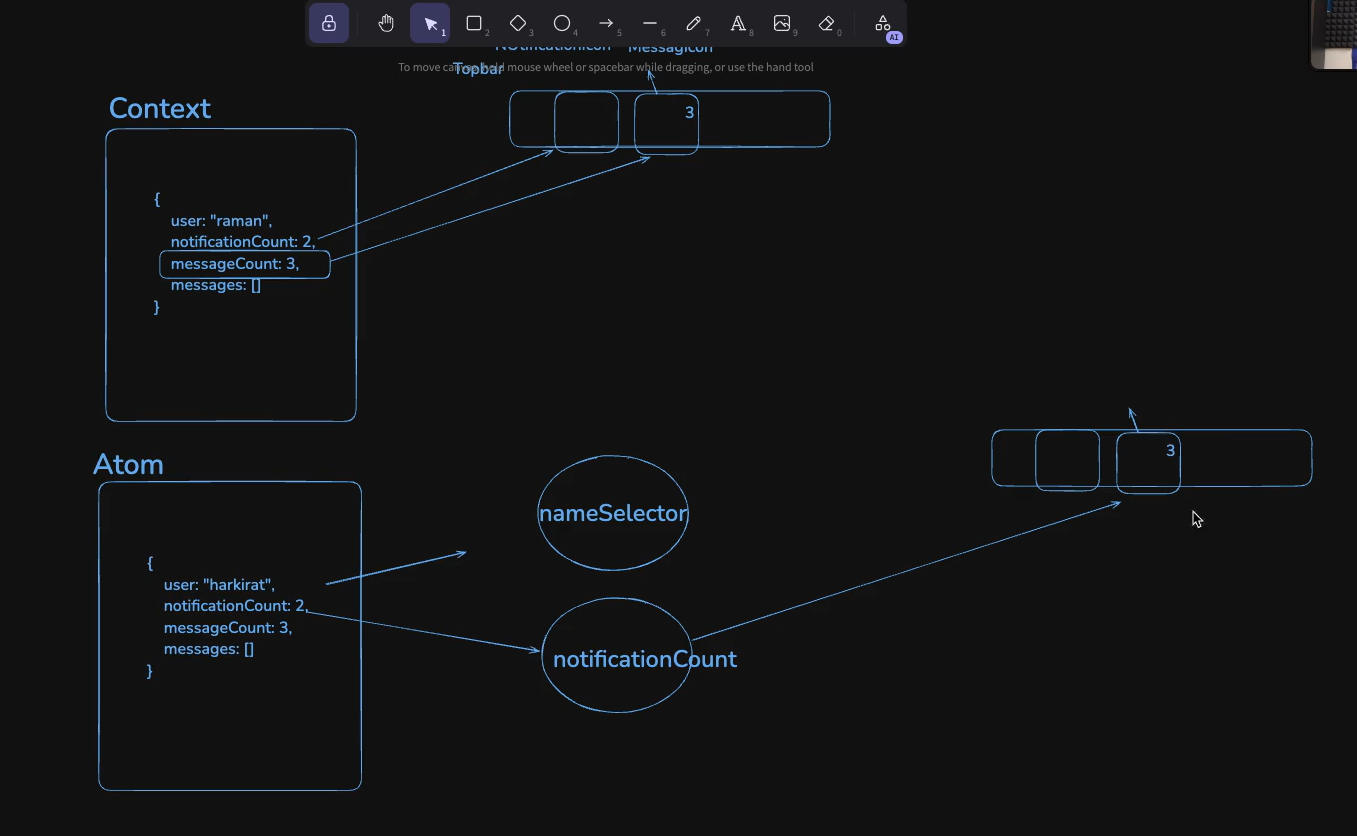 1
2
3
4
5
6
7
8
9
0
AI
NotificationIcon MessagIcon
To move canvas, hold mouse wheel or spacebar while dragging, or use the hand tool
Topbar
Context
3
{
user: "raman",
notificationCount: 2,
messageCount: 3,
messages: []
}
Atom
3
nameSelector
{
user: "harkirat",
notificationCount: 2,
messageCount: 3,
messages: []
}
notificationCount